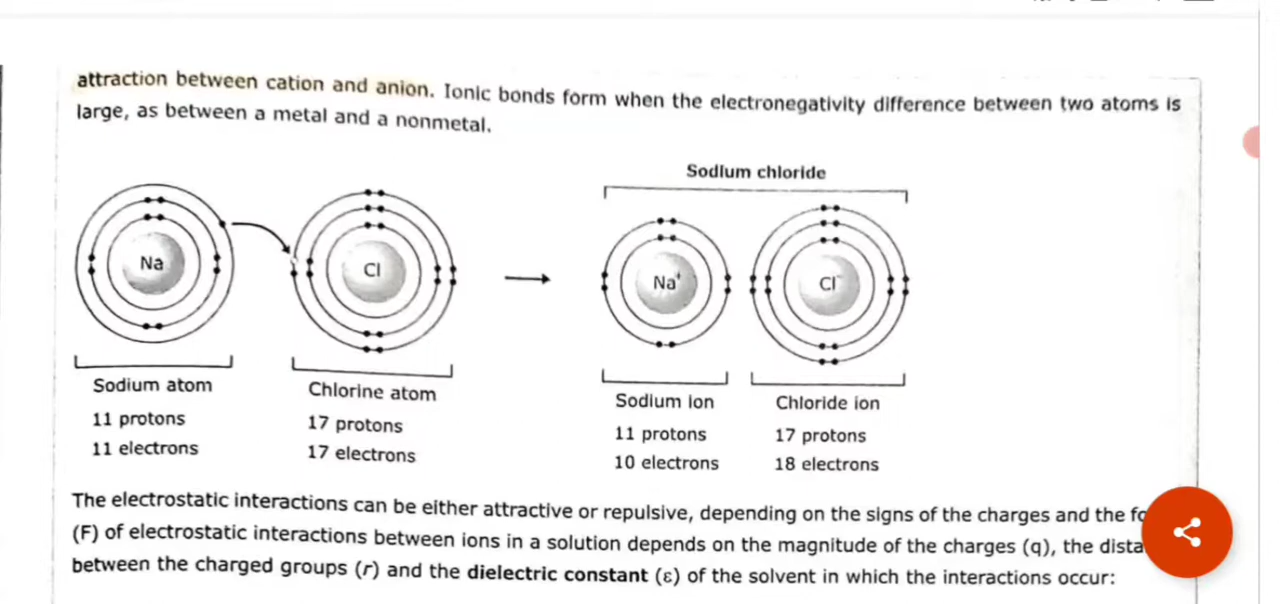 attraction between cation and anion. Ionic bonds form when the electronegativity difference between two atoms is
large, as between a metal and a nonmetal.
Sodium chloride
Na
Cl
Na⁺
Cl⁻
Sodium atom
11 protons
11 electrons
Chlorine atom
17 protons
17 electrons
Sodium ion
11 protons
10 electrons
Chloride ion
17 protons
18 electrons
The electrostatic interactions can be either attractive or repulsive, depending on the signs of the charges and the
(F) of electrostatic interactions between ions in a solution depends on the magnitude of the charges (q), the
between the charged groups (r) and the dielectric constant (ε) of the solvent in which the interactions occur: